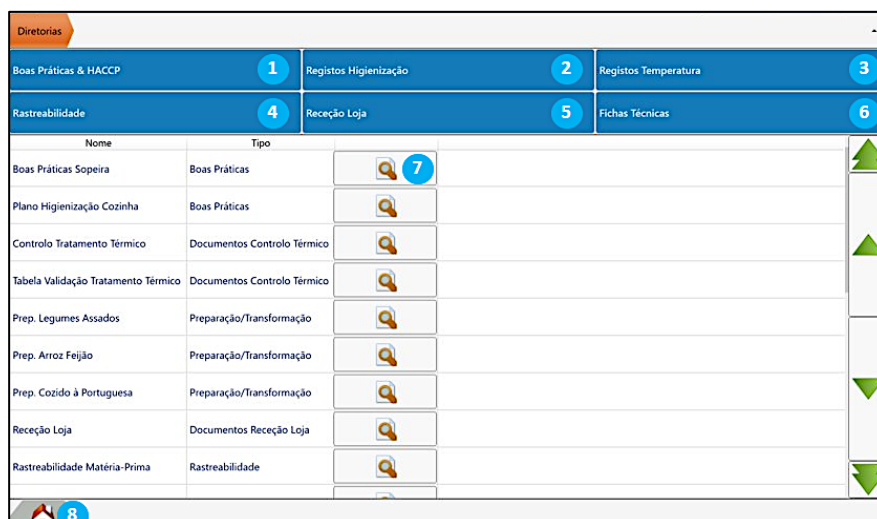 Diretorias
Boas Práticas & HACCP 1 Registos Higienização 2 Registos Temperatura 3
Rastreabilidade 4 Receção Loja 5 Fichas Técnicas 6
Nome Tipo
Boas Práticas Sopeira Boas Práticas 7
Plano Higienização Cozinha Boas Práticas
Controlo Tratamento Térmico Documentos Controlo Térmico
Tabela Validação Tratamento Térmico Documentos Controlo Térmico
Prep. Legumes Assados Preparação/Transformação
Prep. Arroz Feijão Preparação/Transformação
Prep. Cozido à Portuguesa Preparação/Transformação
Receção Loja Documentos Receção Loja
Rastreabilidade Matéria-Prima Rastreabilidade
8